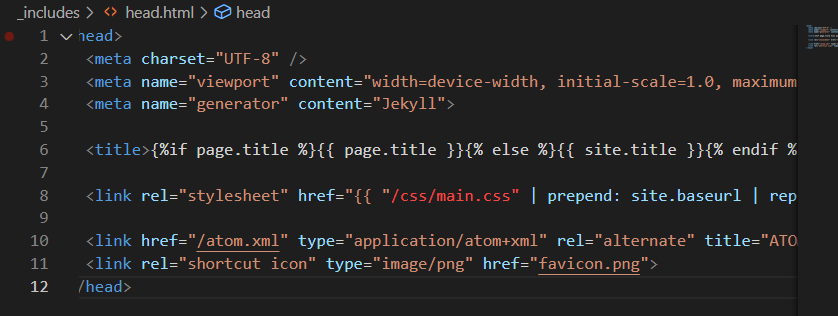 _includes > head.html > head
1 head>
2 <meta charset="UTF-8" />
3 <meta name="viewport" content="width=device-width, initial-scale=1.0, maximum
4 <meta name="generator" content="Jekyll">
5
6 <title>{%if page.title %}{{ page.title }}{% else %}{{ site.title }}{% endif %
7
8 <link rel="stylesheet" href="{{ "/css/main.css" | prepend: site.baseurl | rep
9
10 <link href="/atom.xml" type="application/atom+xml" rel="alternate" title="ATO
11 <link rel="shortcut icon" type="image/png" href="favicon.png">
12 /head>